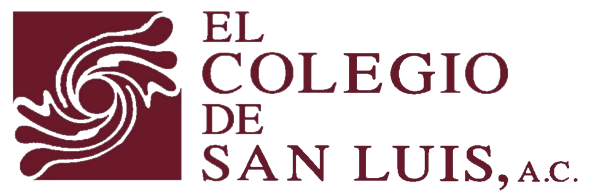 EL
COLEGIO
DE
SAN LUIS, A.C.